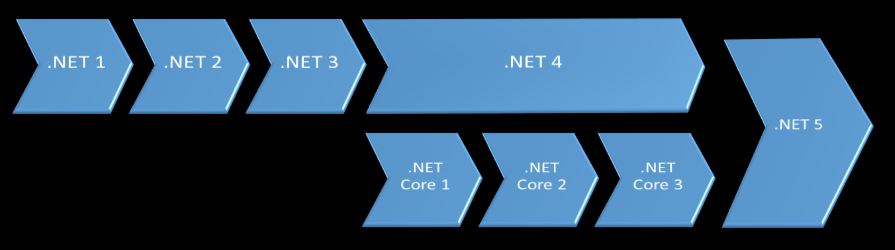 .NET 1
.NET 2
.NET 3
.NET 4
.NET 5
.NET
Core 1
.NET
Core 2
.NET
Core 3